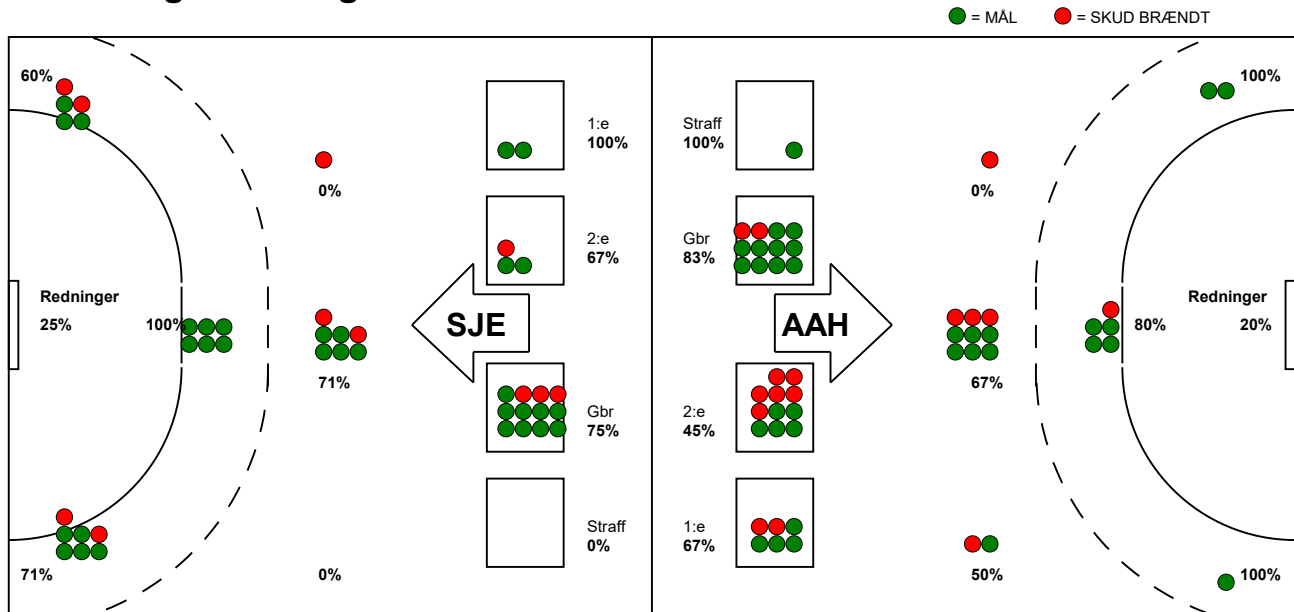 = MÅL
= SKUD BRÆNDT
60%
1:e
100%
Straff
100%
100%
0%
0%
2:e
67%
Gbr
83%
Redninger
25%
100%
SJE
AAH
Redninger
20%
80%
71%
67%
Gbr
75%
2:e
45%
Straff
0%
1:e
67%
71%
0%
50%
100%